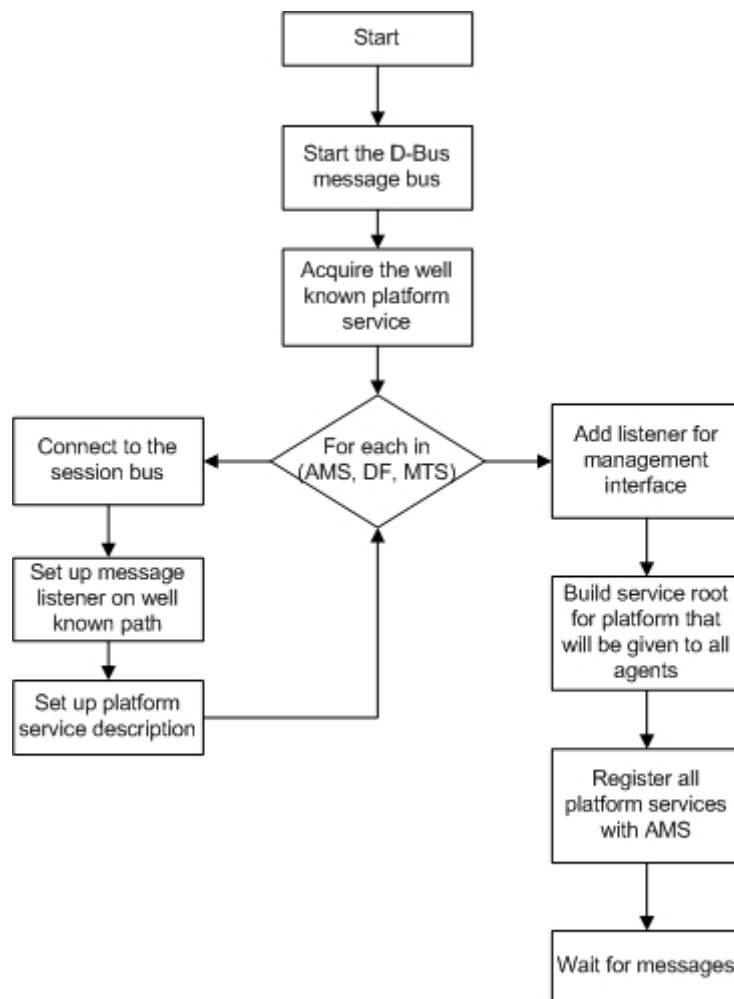 Start
Start the D-Bus
message bus
Acquire the well
known platform
service
For each in
(AMS, DF, MTS)
Connect to the
session bus
Set up message
listener on well
known path
Set up platform
service description
Add listener for
management
interface
Build service root
for platform that
will be given to all
agents
Register all
platform services
with AMS
Wait for messages